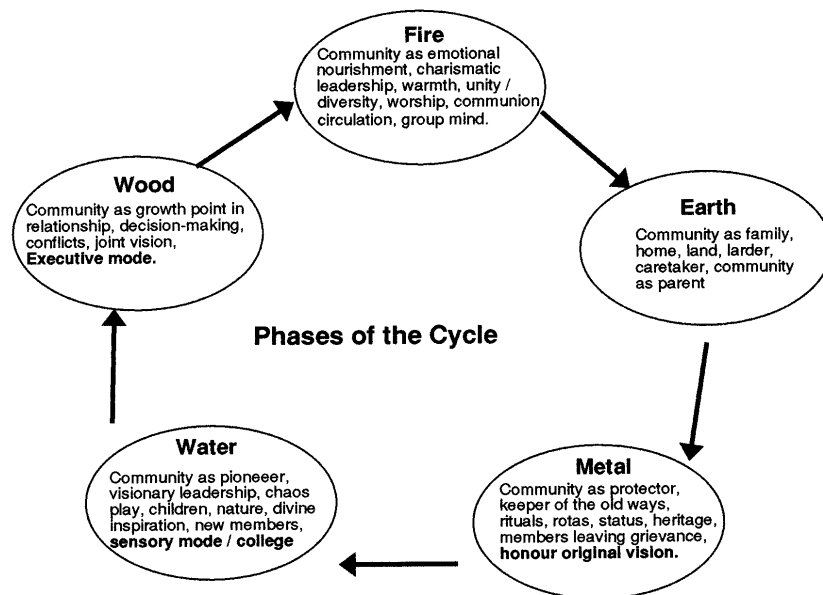 Fire
Community as emotional
nourishment, charismatic
leadership, warmth, unity /
diversity, worship, communion
circulation, group mind.
Wood
Community as growth point in
relationship, decision-making,
conflicts, joint vision,
Executive mode.
Earth
Community as family,
home, land, larder,
caretaker, community
as parent
Phases of the Cycle
Water
Community as pioneeer,
visionary leadership, chaos
play, children, nature, divine
inspiration, new members,
sensory mode / college
Metal
Community as protector,
keeper of the old ways,
rituals, rotas, status, heritage,
members leaving grievance,
honour original vision.